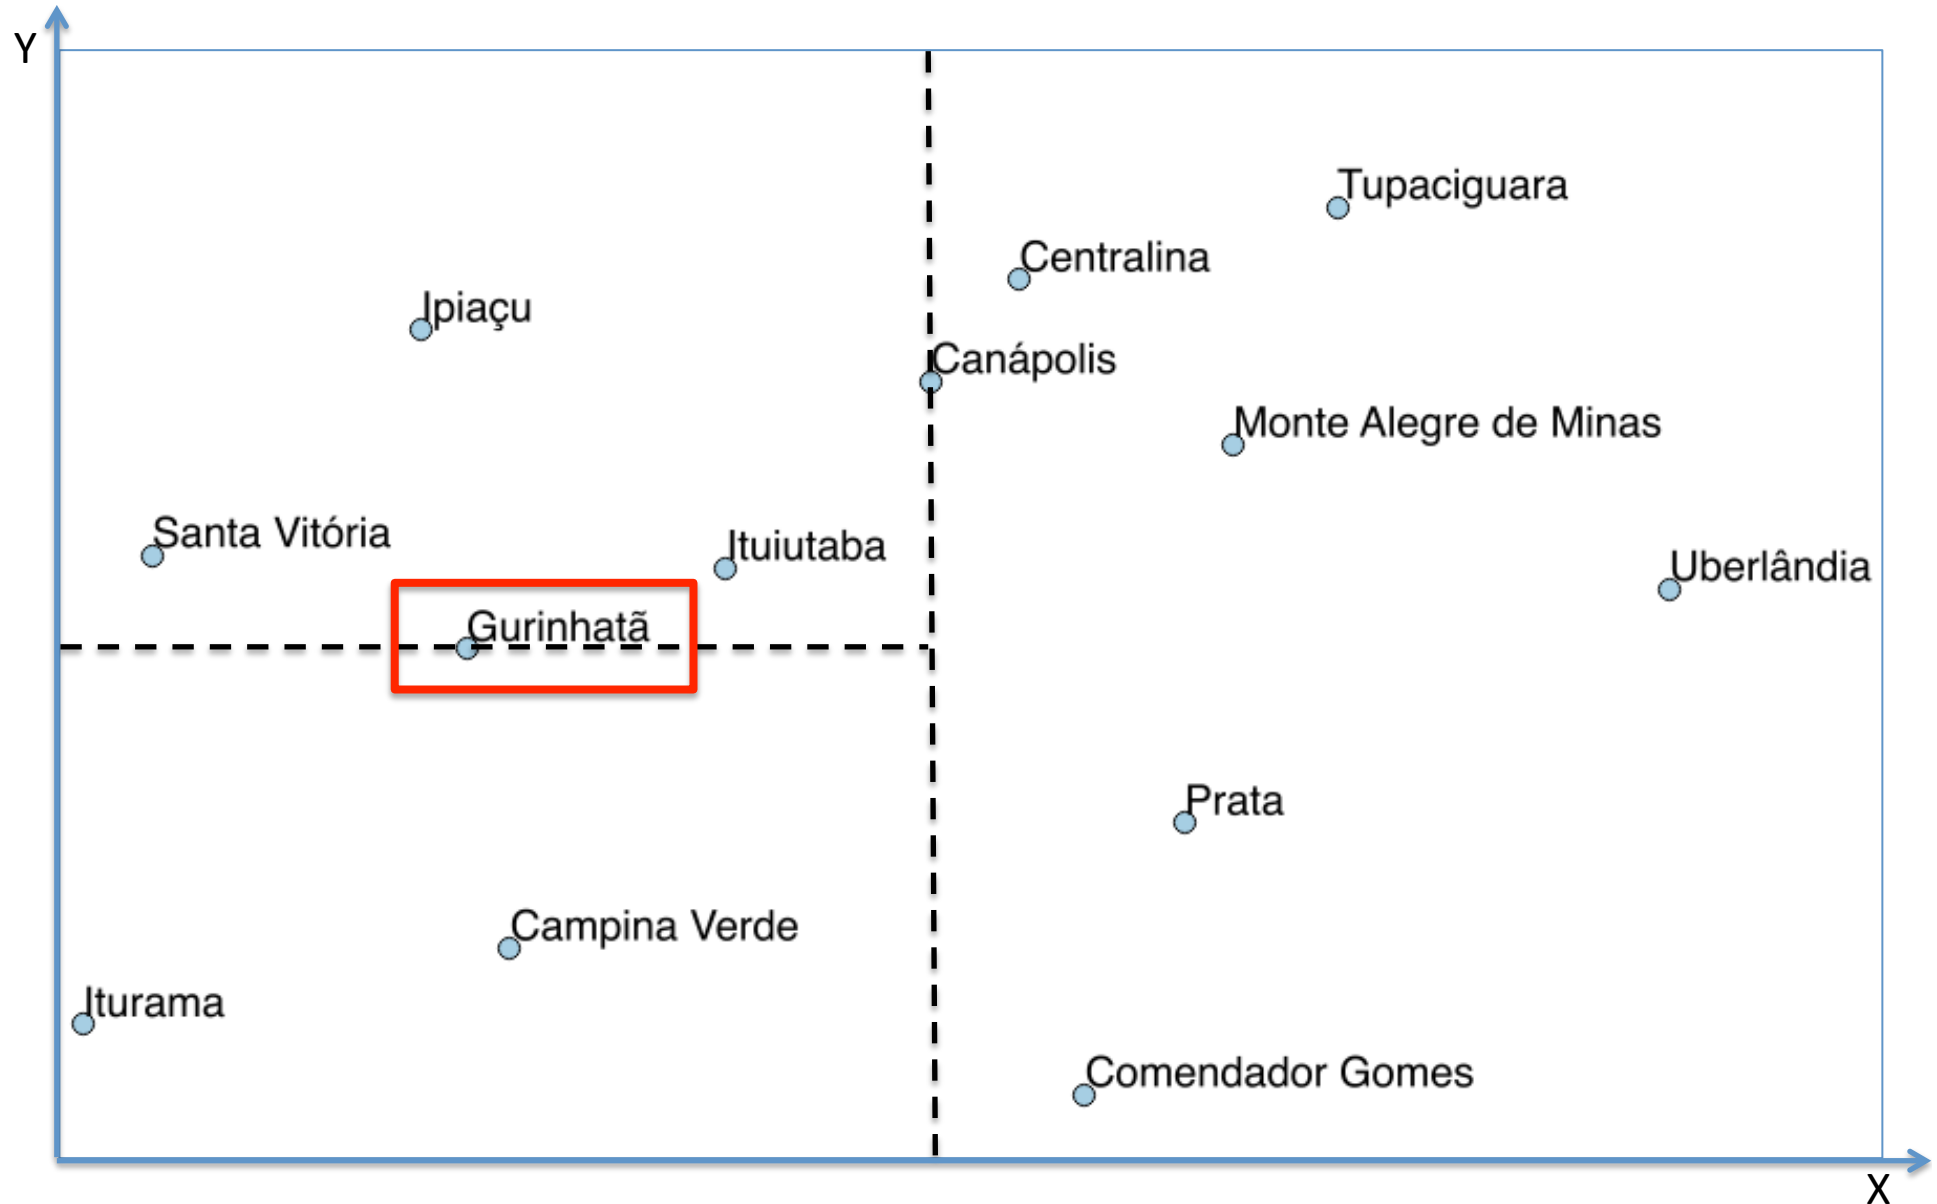 Y
Tupaciguara
Centralina
Ipiaçu
Canápolis
Monte Alegre de Minas
Santa Vitória
Ituiutaba
Uberlândia
Gurinhatã
Prata
Campina Verde
Iturama
Comendador Gomes
X